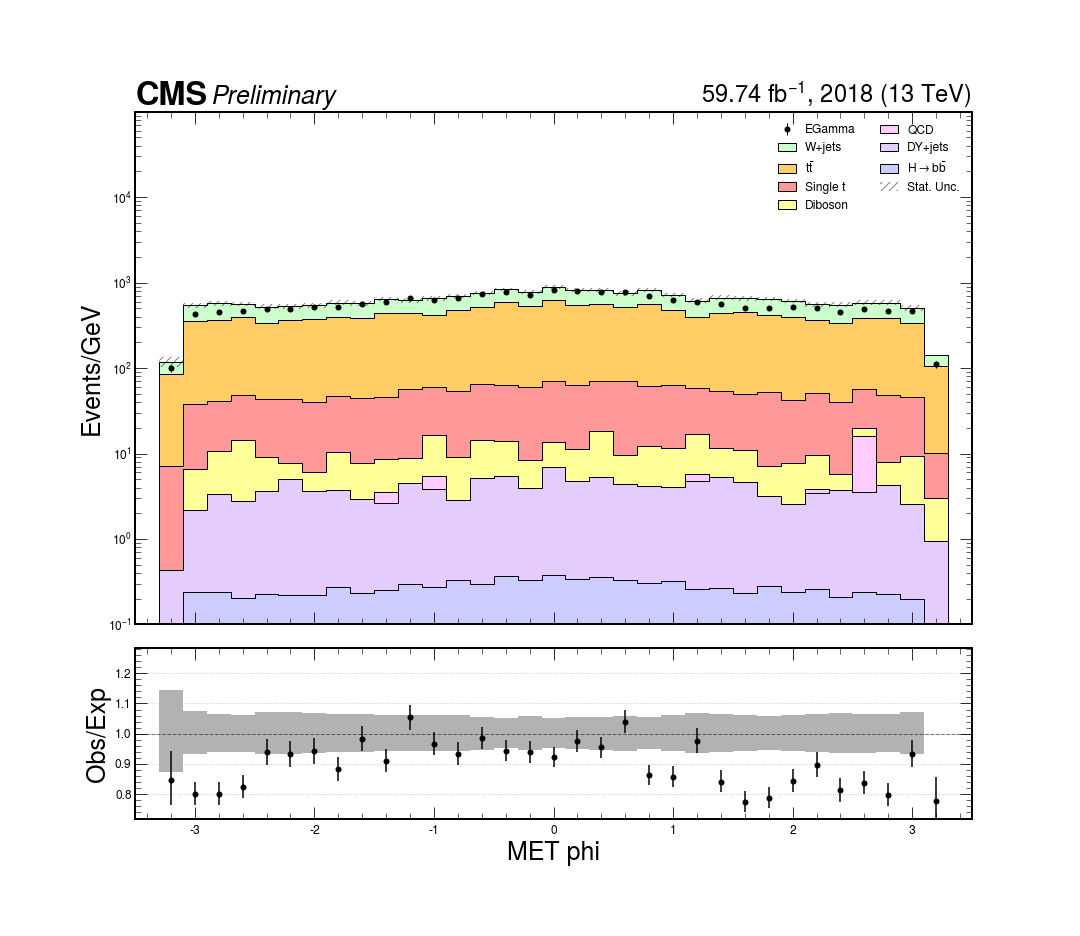 CMS Preliminary
59.74 fb⁻¹, 2018 (13 TeV)
EGamma
W+jets
tt̄
Single t
Diboson
QCD
DY+jets
H→bb̄
Stat. Unc.
Events/GeV
10⁴
10³
10²
10¹
10⁰
10⁻¹
Obs/Exp
1.2
1.1
1.0
0.9
0.8
-3 -2 -1 0 1 2 3
MET phi